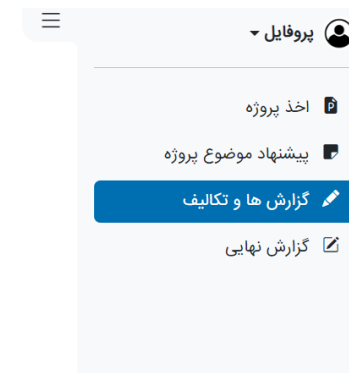 پروفایل
اخذ پروژه
پیشنهاد موضوع پروژه
گزارش ها و تکالیف
گزارش نهایی